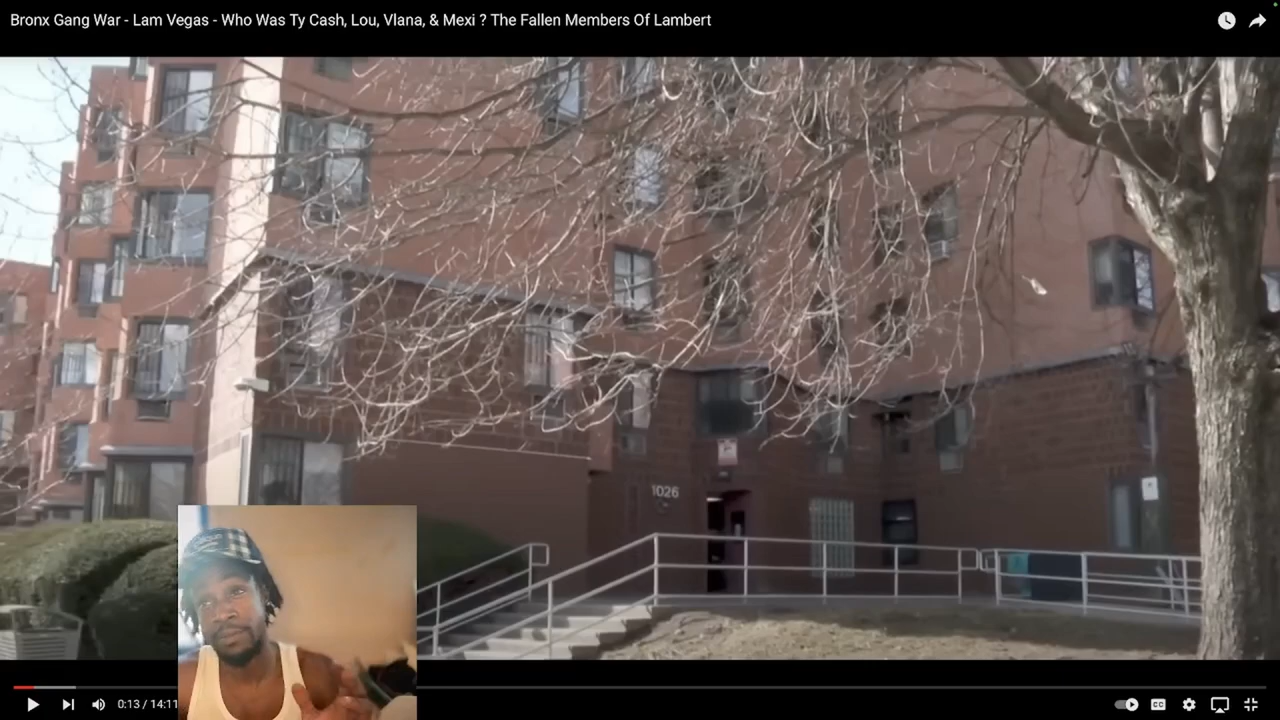 Bronx Gang War - Lam Vegas - Who Was Ty Cash, Lou, Vlana, & Mexi ? The Fallen Members Of Lambert
1026
0:13 / 14:11
CC